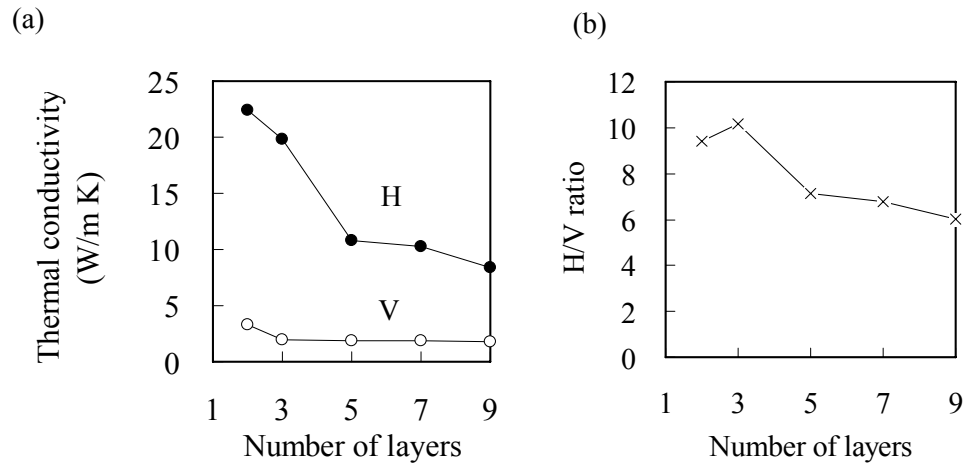 (a)
Thermal conductivity
(W/m K)
25
20
15
10
5
0
H
V
1 3 5 7 9
Number of layers
(b)
H/V ratio
12
10
8
6
4
2
0
1 3 5 7 9
Number of layers